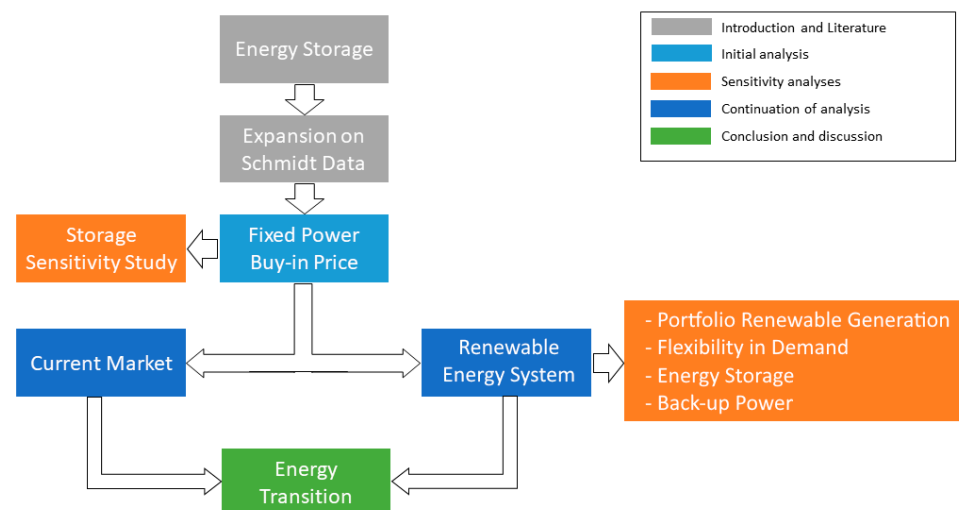 Energy Storage
Expansion on
Schmidt Data
Storage
Sensitivity Study
Fixed Power
Buy-in Price
Current Market
Renewable
Energy System
- Portfolio Renewable Generation
- Flexibility in Demand
- Energy Storage
- Back-up Power
Energy
Transition
Introduction and Literature
Initial analysis
Sensitivity analyses
Continuation of analysis
Conclusion and discussion